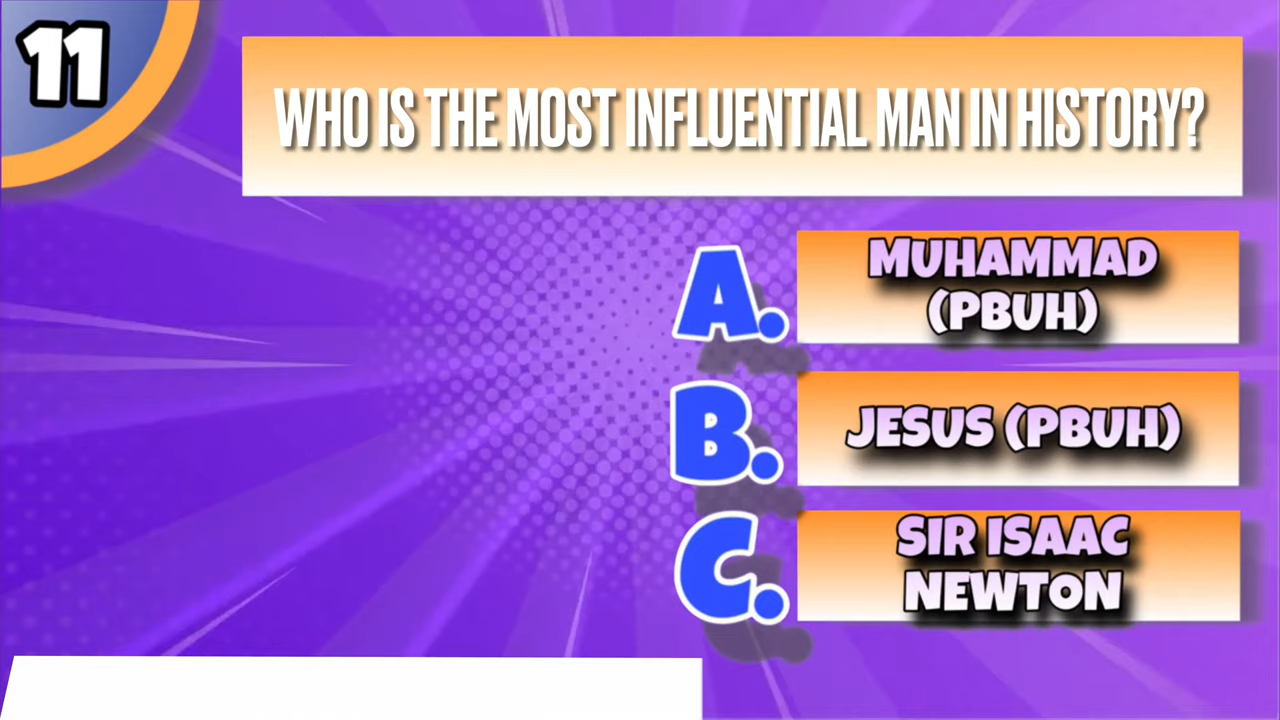 11
WHO IS THE MOST INFLUENTIAL MAN IN HISTORY?
A.
MUHAMMAD
(PBUH)
B.
JESUS (PBUH)
C.
SIR ISAAC
NEWTON